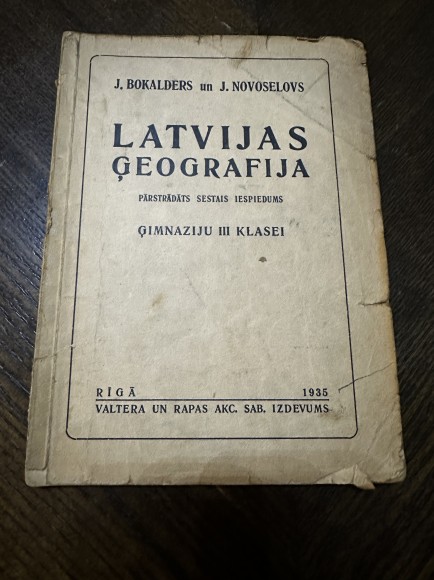 J. BOKALDERS un J. NOVOSELOVS
LATVIJAS
ĢEOGRAFIJA
PĀRSTRĀDĀTS SESTAIS IESPIEDUMS
ĢIMNAZIJU III KLASEI
RĪGĀ 1935
VALTERA UN RAPAS AKC. SAB. IZDEVUMS